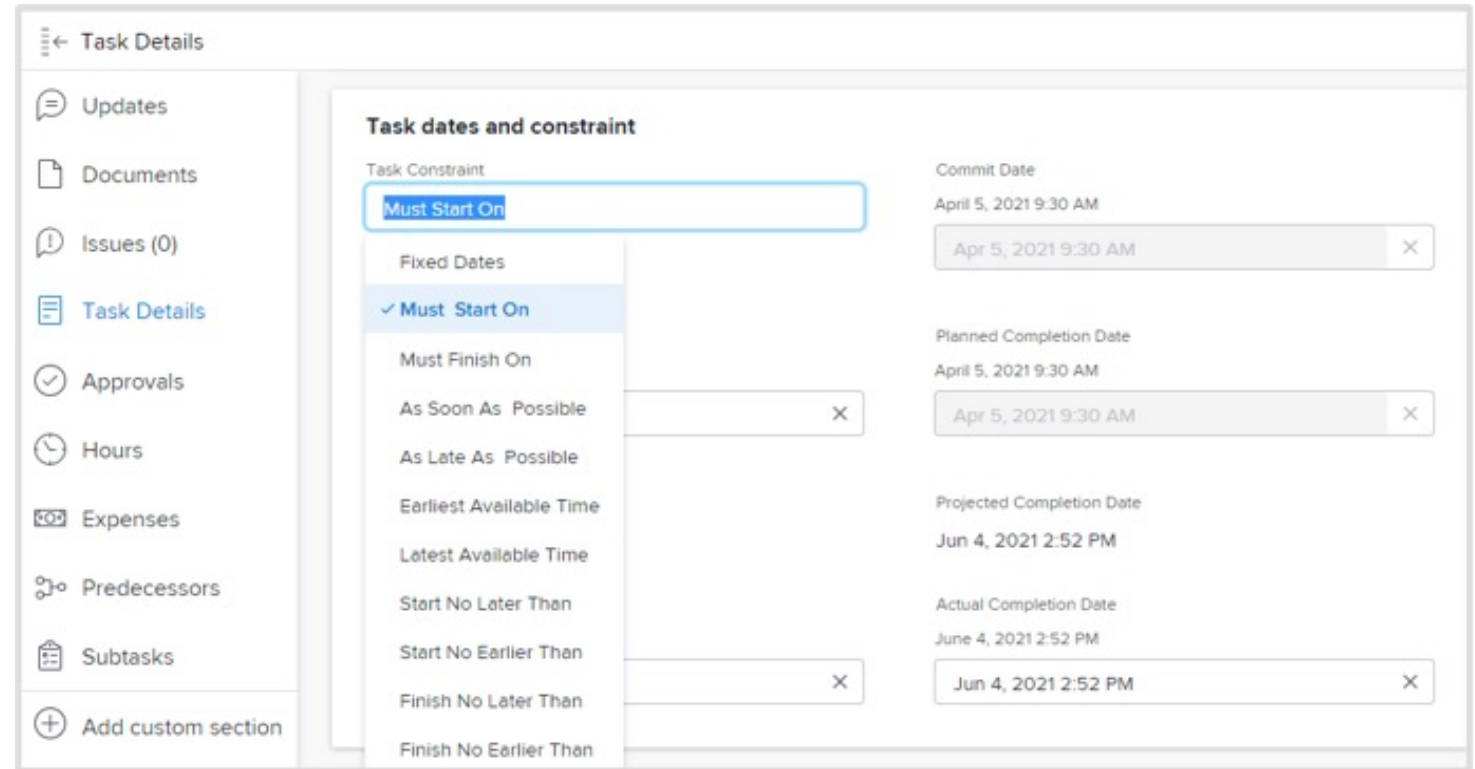 Task Details
Updates
Documents
Issues (0)
Task Details
Approvals
Hours
Expenses
Predecessors
Subtasks
Add custom section
Task dates and constraint
Task Constraint
Must Start On
Fixed Dates
Must Start On
Must Finish On
As Soon As Possible
As Late As Possible
Earliest Available Time
Latest Available Time
Start No Later Than
Start No Earlier Than
Finish No Later Than
Finish No Earlier Than
Commit Date
April 5, 2021 9:30 AM
Apr 5, 2021 9:30 AM
Planned Completion Date
April 5, 2021 9:30 AM
Apr 5, 2021 9:30 AM
Projected Completion Date
Jun 4, 2021 2:52 PM
Actual Completion Date
June 4, 2021 2:52 PM
Jun 4, 2021 2:52 PM